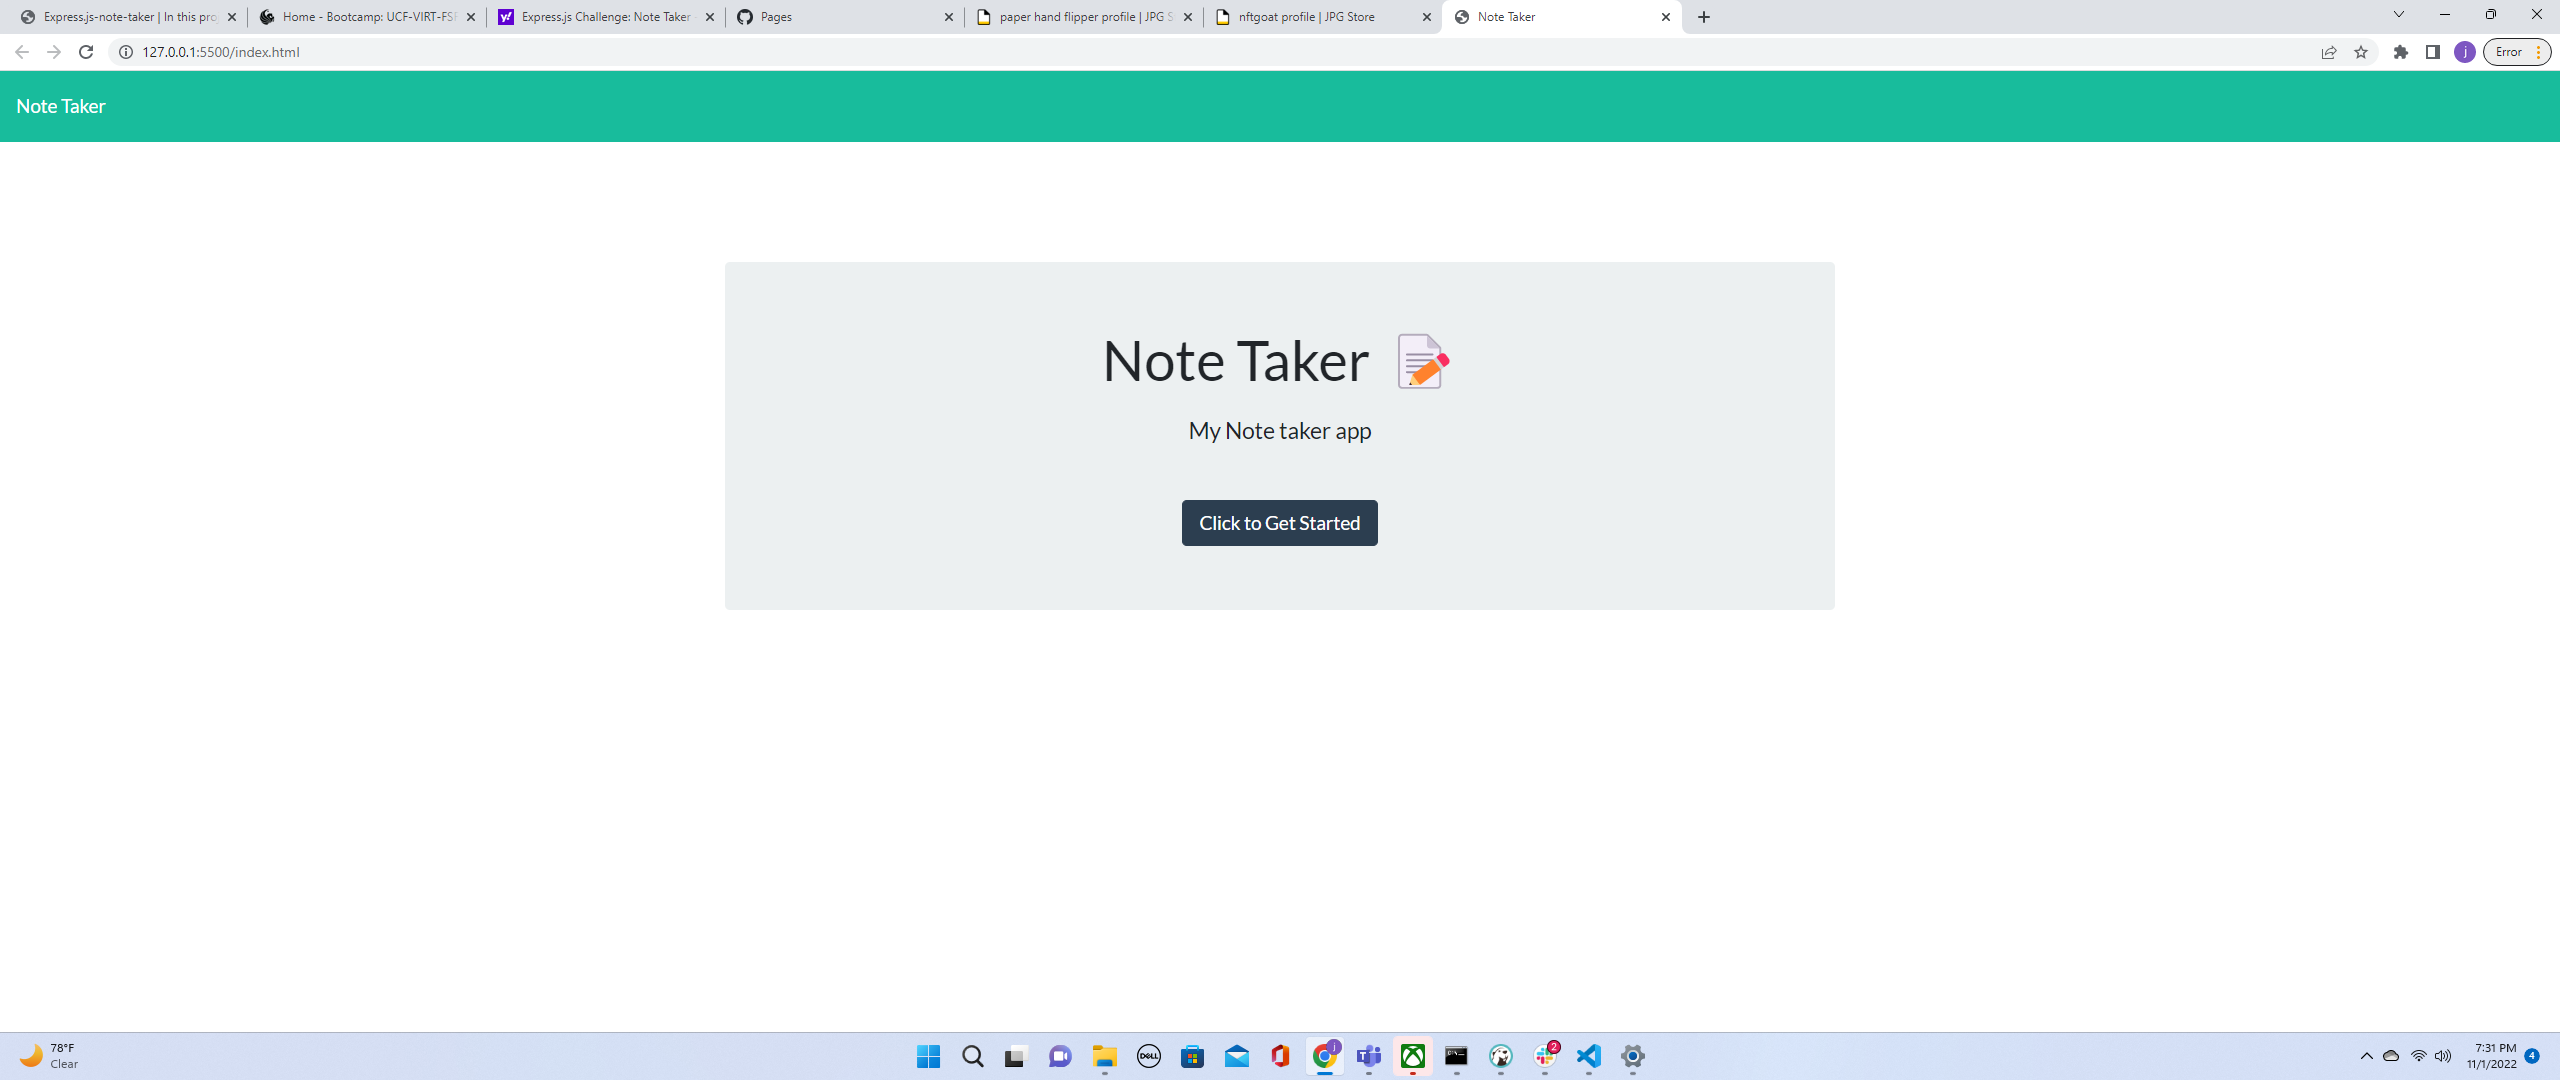 Express.js-note-taker | In this pro
Home - Bootcamp: UCF-VIRT-FSF
Express.js Challenge: Note Taker
Pages
paper hand flipper profile | JPG S
nftgoat profile | JPG Store
Note Taker
127.0.0.1:5500/index.html
j
Error
Note Taker
Note Taker
My Note taker app
Click to Get Started
78°F
Clear
DELL
j
T
2
7:31 PM
11/1/2022
4